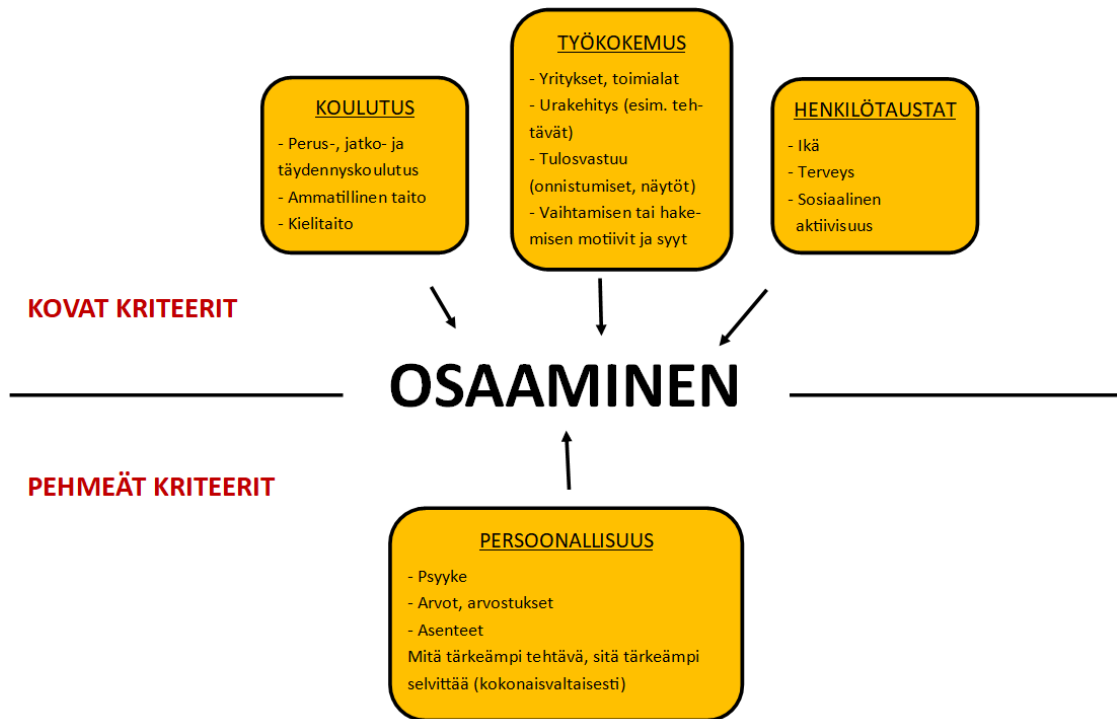 KOULUTUS
- Perus-, jatko- ja
täydennyskoulutus
- Ammatillinen taito
- Kielitaito
TYÖKOKEMUS
- Yritykset, toimialat
- Urakehitys (esim. teh-
tävät)
- Tulosvastuu
(onnistumiset, näytöt)
- Vaihtamisen tai hake-
misen motiivit ja syyt
HENKILÖTAUSTAT
- Ikä
- Terveys
- Sosiaalinen
aktiivisuus
KOVAT KRITEERIT
OSAAMINEN
PEHMEÄT KRITEERIT
PERSOONALLISUUS
- Psyyke
- Arvot, arvostukset
- Asenteet
Mitä tärkeämpi tehtävä, sitä tärkeämpi
selvittää (kokonaisvaltaisesti)